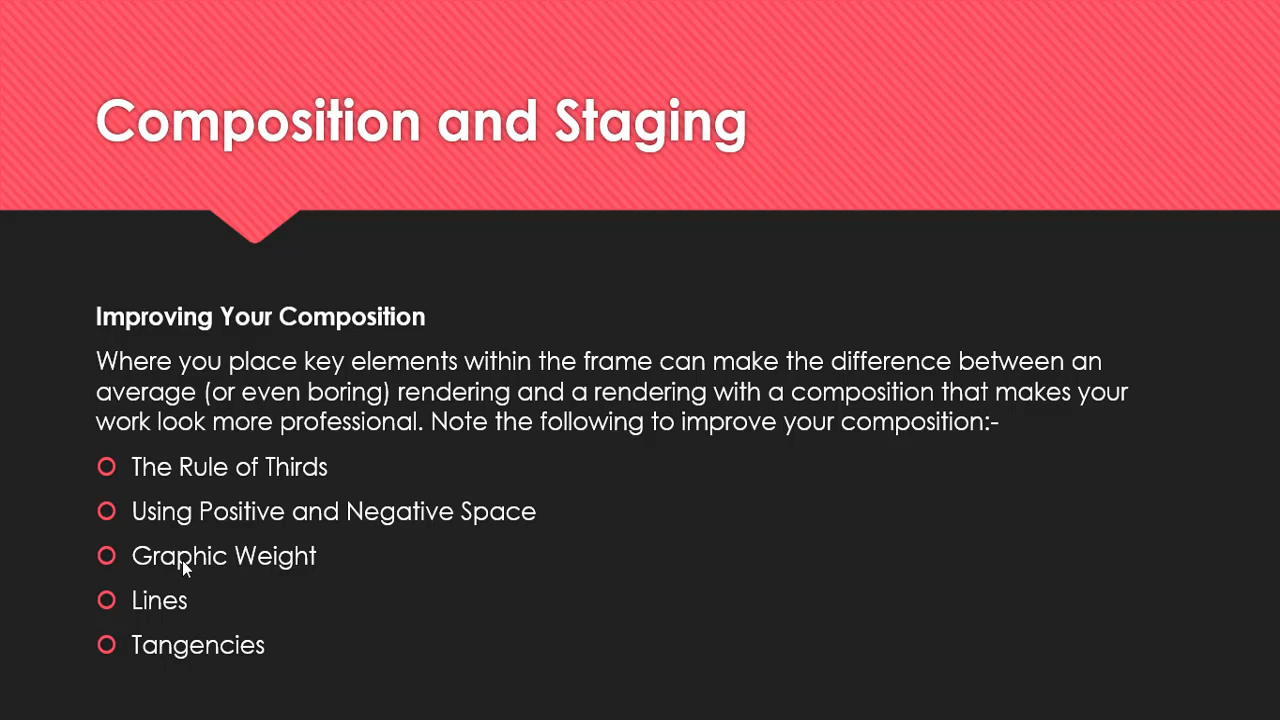 Composition and Staging
Improving Your Composition
Where you place key elements within the frame can make the difference between an
average (or even boring) rendering and a rendering with a composition that makes your
work look more professional. Note the following to improve your composition:-
The Rule of Thirds
Using Positive and Negative Space
Graphic Weight
Lines
Tangencies